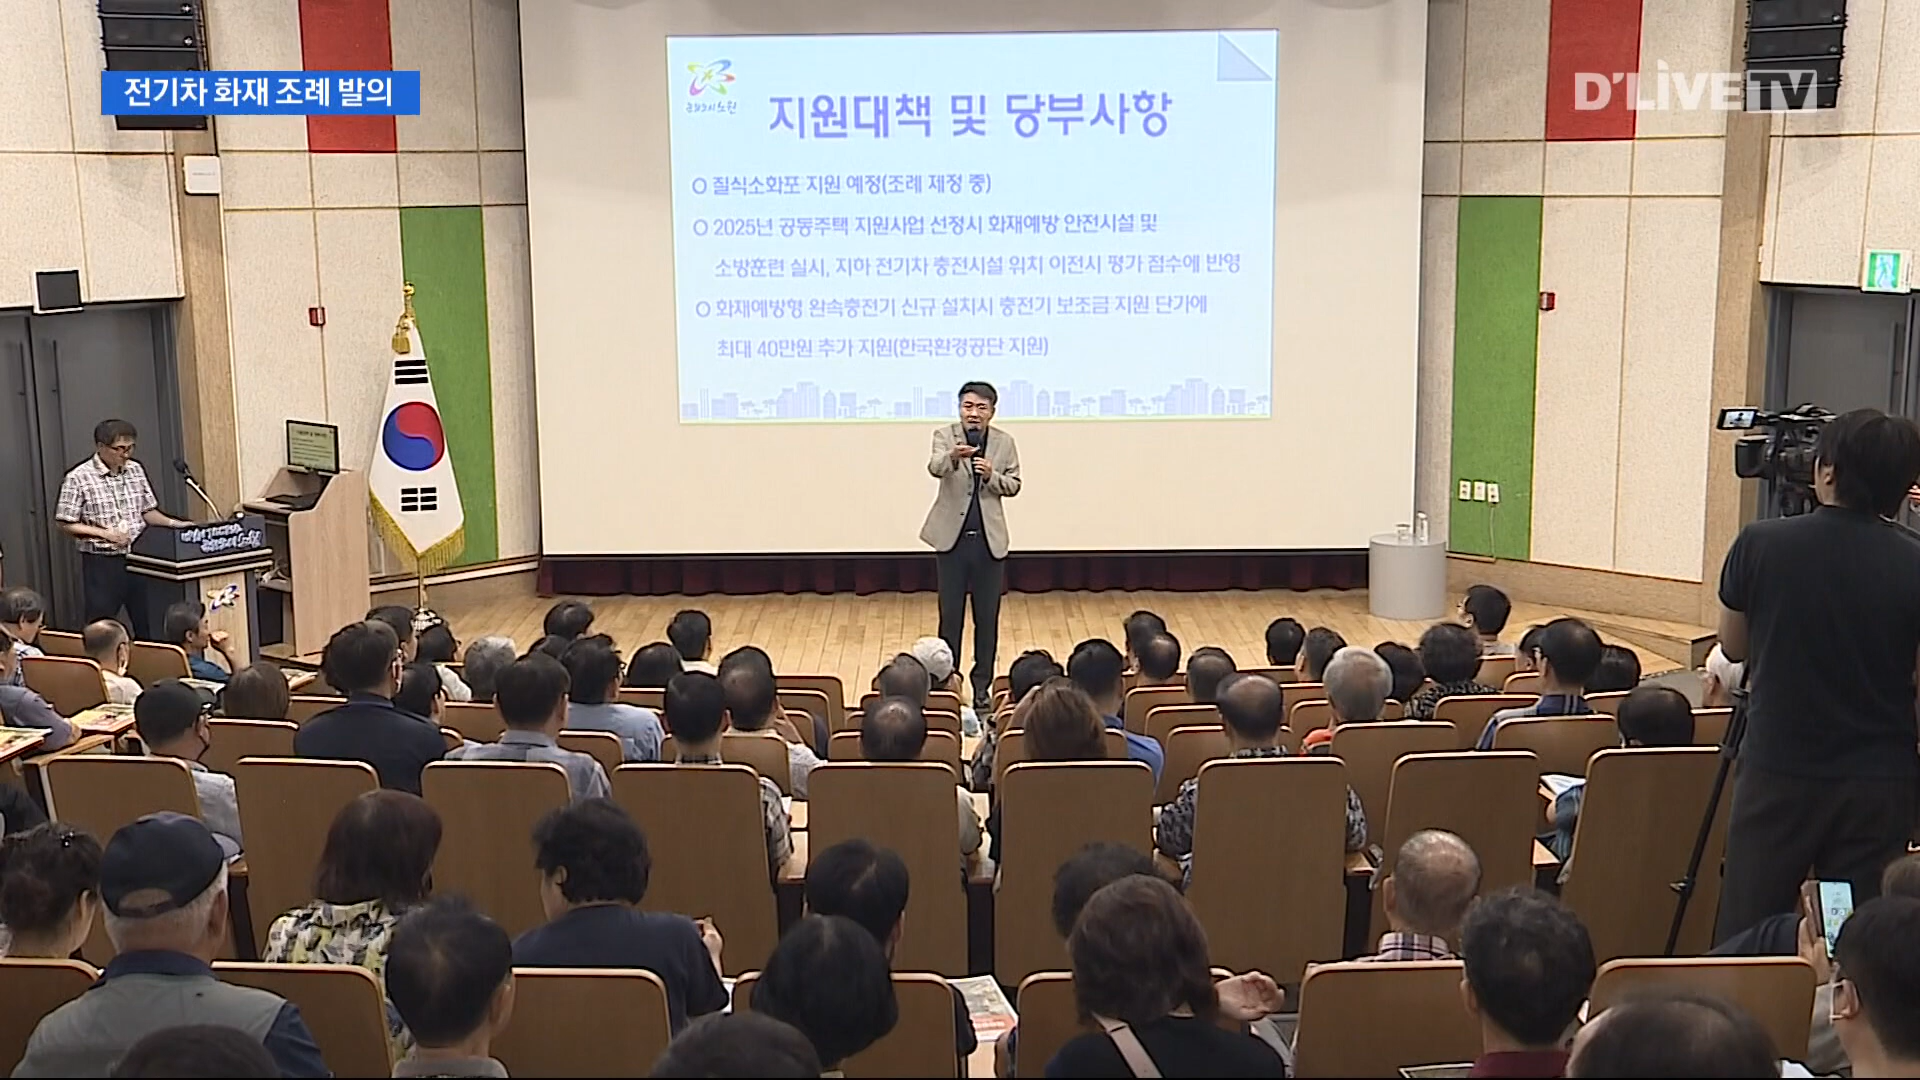 전기차 화재 조례 발의
D'LIVE TV
지원대책 및 당부사항
O 질식소화포 지원 예정(조례 제정 중)
O 2025년 공동주택 지원사업 선정시 화재예방 안전시설 및
소방훈련 실시, 지하 전기차 충전시설 위치 이전시 평가 점수에 반영
O 화재예방형 완속충전기 신규 설치시 충전기 보조금 지원 단가에
최대 40만원 추가 지원(한국환경공단 지원)